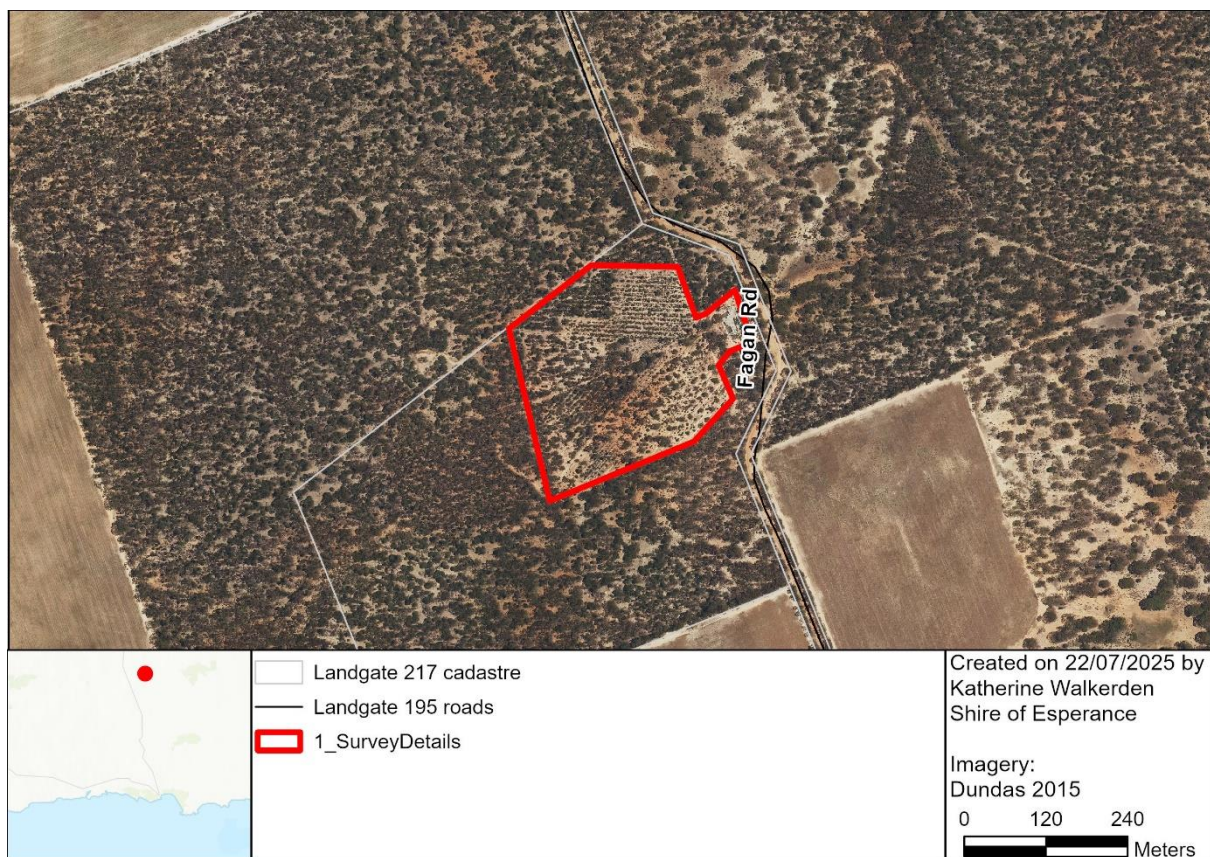 Fagan Rd
Landgate 217 cadastre
Landgate 195 roads
1_SurveyDetails
Created on 22/07/2025 by
Katherine Walkerden
Shire of Esperance
Imagery:
Dundas 2015
0 120 240
Meters